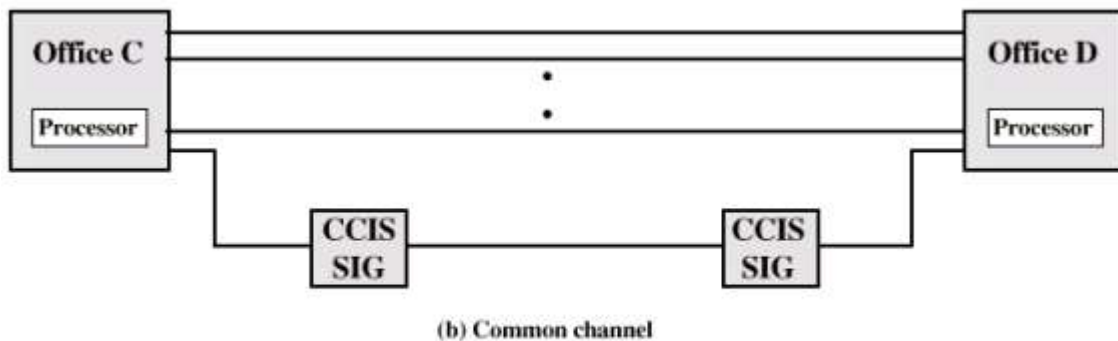 Office C
Office D
Processor
Processor
CCIS
SIG
CCIS
SIG
(b) Common channel